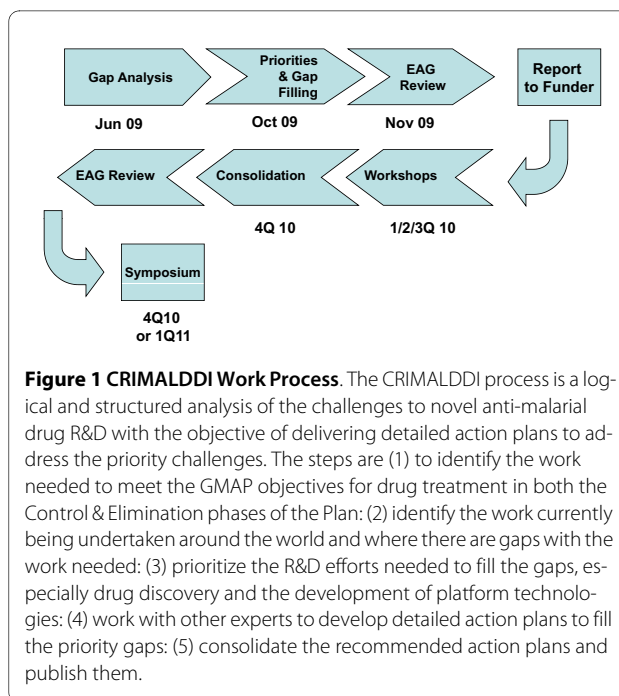 Gap Analysis
Priorities
& Gap
Filling
EAG
Review
Report
to Funder
Jun 09
Oct 09
Nov 09
EAG Review
Consolidation
Workshops
4Q 10
1/2/3Q 10
Symposium
4Q10
or 1Q11
Figure 1 CRIMALDDI Work Process. The CRIMALDDI process is a log-
ical and structured analysis of the challenges to novel anti-malarial
drug R&D with the objective of delivering detailed action plans to ad-
dress the priority challenges. The steps are (1) to identify the work
needed to meet the GMAP objectives for drug treatment in both the
Control & Elimination phases of the Plan: (2) identify the work currently
being undertaken around the world and where there are gaps with the
work needed: (3) prioritize the R&D efforts needed to fill the gaps, es-
pecially drug discovery and the development of platform technolo-
gies: (4) work with other experts to develop detailed action plans to fill
the priority gaps: (5) consolidate the recommended action plans and
publish them.